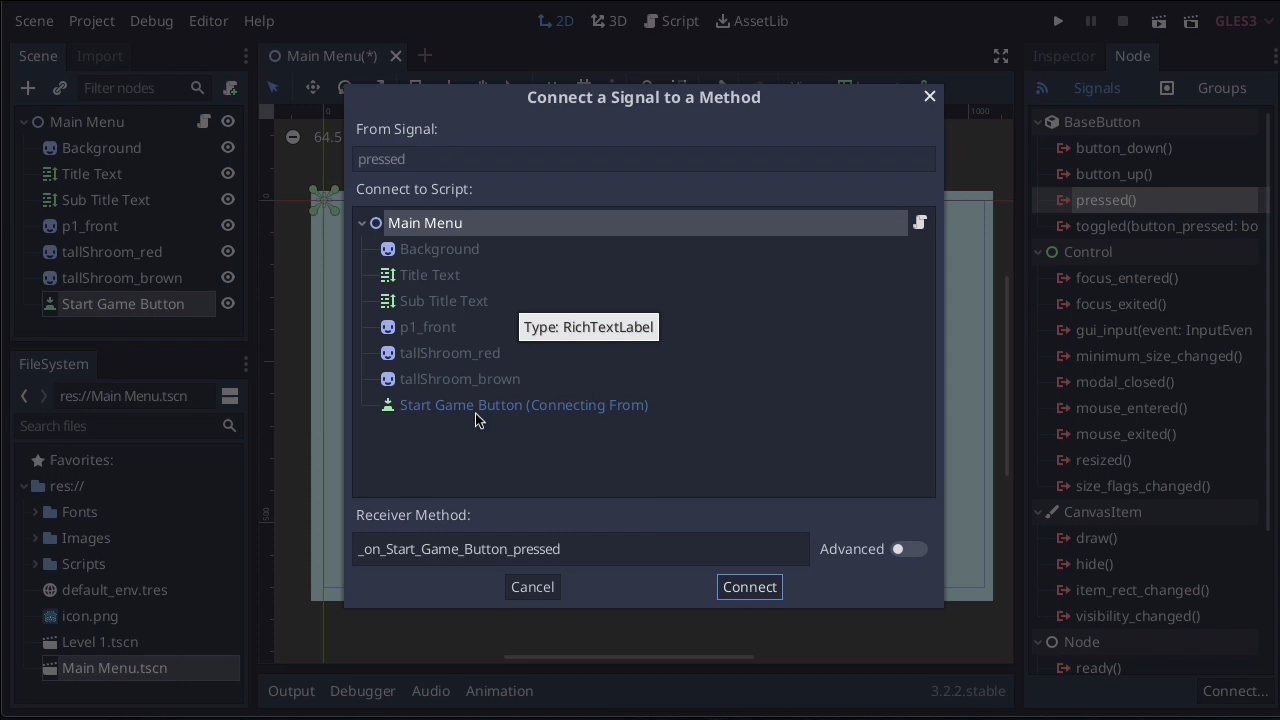 Scene Project Debug Editor Help 2D 3D Script AssetLib GLES3
Scene Import Main Menu(*) Inspector Node
Filter nodes Signals Groups
Main Menu
Background
Title Text
Sub Title Text
p1_front
tallShroom_red
tallShroom_brown
Start Game Button
FileSystem
res://Main Menu.tscn
Search files
Favorites:
res://
Fonts
Images
Scripts
default_env.tres
icon.png
Level 1.tscn
Main Menu.tscn
0 1000
64.5
0
500
Connect a Signal to a Method
From Signal:
pressed
Connect to Script:
Main Menu
Background
Title Text
Sub Title Text
p1_front
Type: RichTextLabel
tallShroom_red
tallShroom_brown
Start Game Button (Connecting From)
Receiver Method:
_on_Start_Game_Button_pressed
Advanced
Cancel Connect
BaseButton
button_down()
button_up()
pressed()
toggled(button_pressed: bo
Control
focus_entered()
focus_exited()
gui_input(event: InputEven
minimum_size_changed()
modal_closed()
mouse_entered()
mouse_exited()
resized()
size_flags_changed()
CanvasItem
draw()
hide()
item_rect_changed()
visibility_changed()
Node
ready()
Output Debugger Audio Animation 3.2.2.stable Connect...